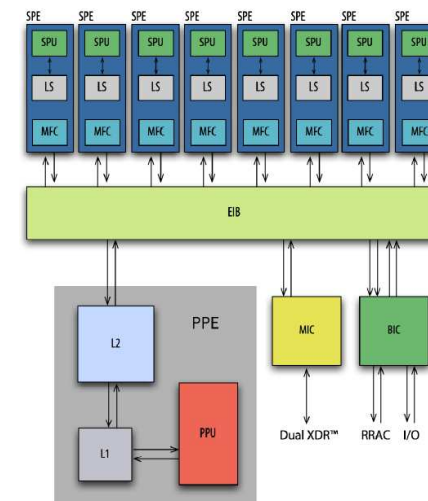 SPE SPE SPE SPE SPE SPE SPE SPE
SPU SPU SPU SPU SPU SPU SPU SPU
LS LS LS LS LS LS LS LS
MFC MFC MFC MFC MFC MFC MFC MFC
EIB
PPE
L2
MIC
BIC
PPU
L1
Dual XDR™ RRAC I/O